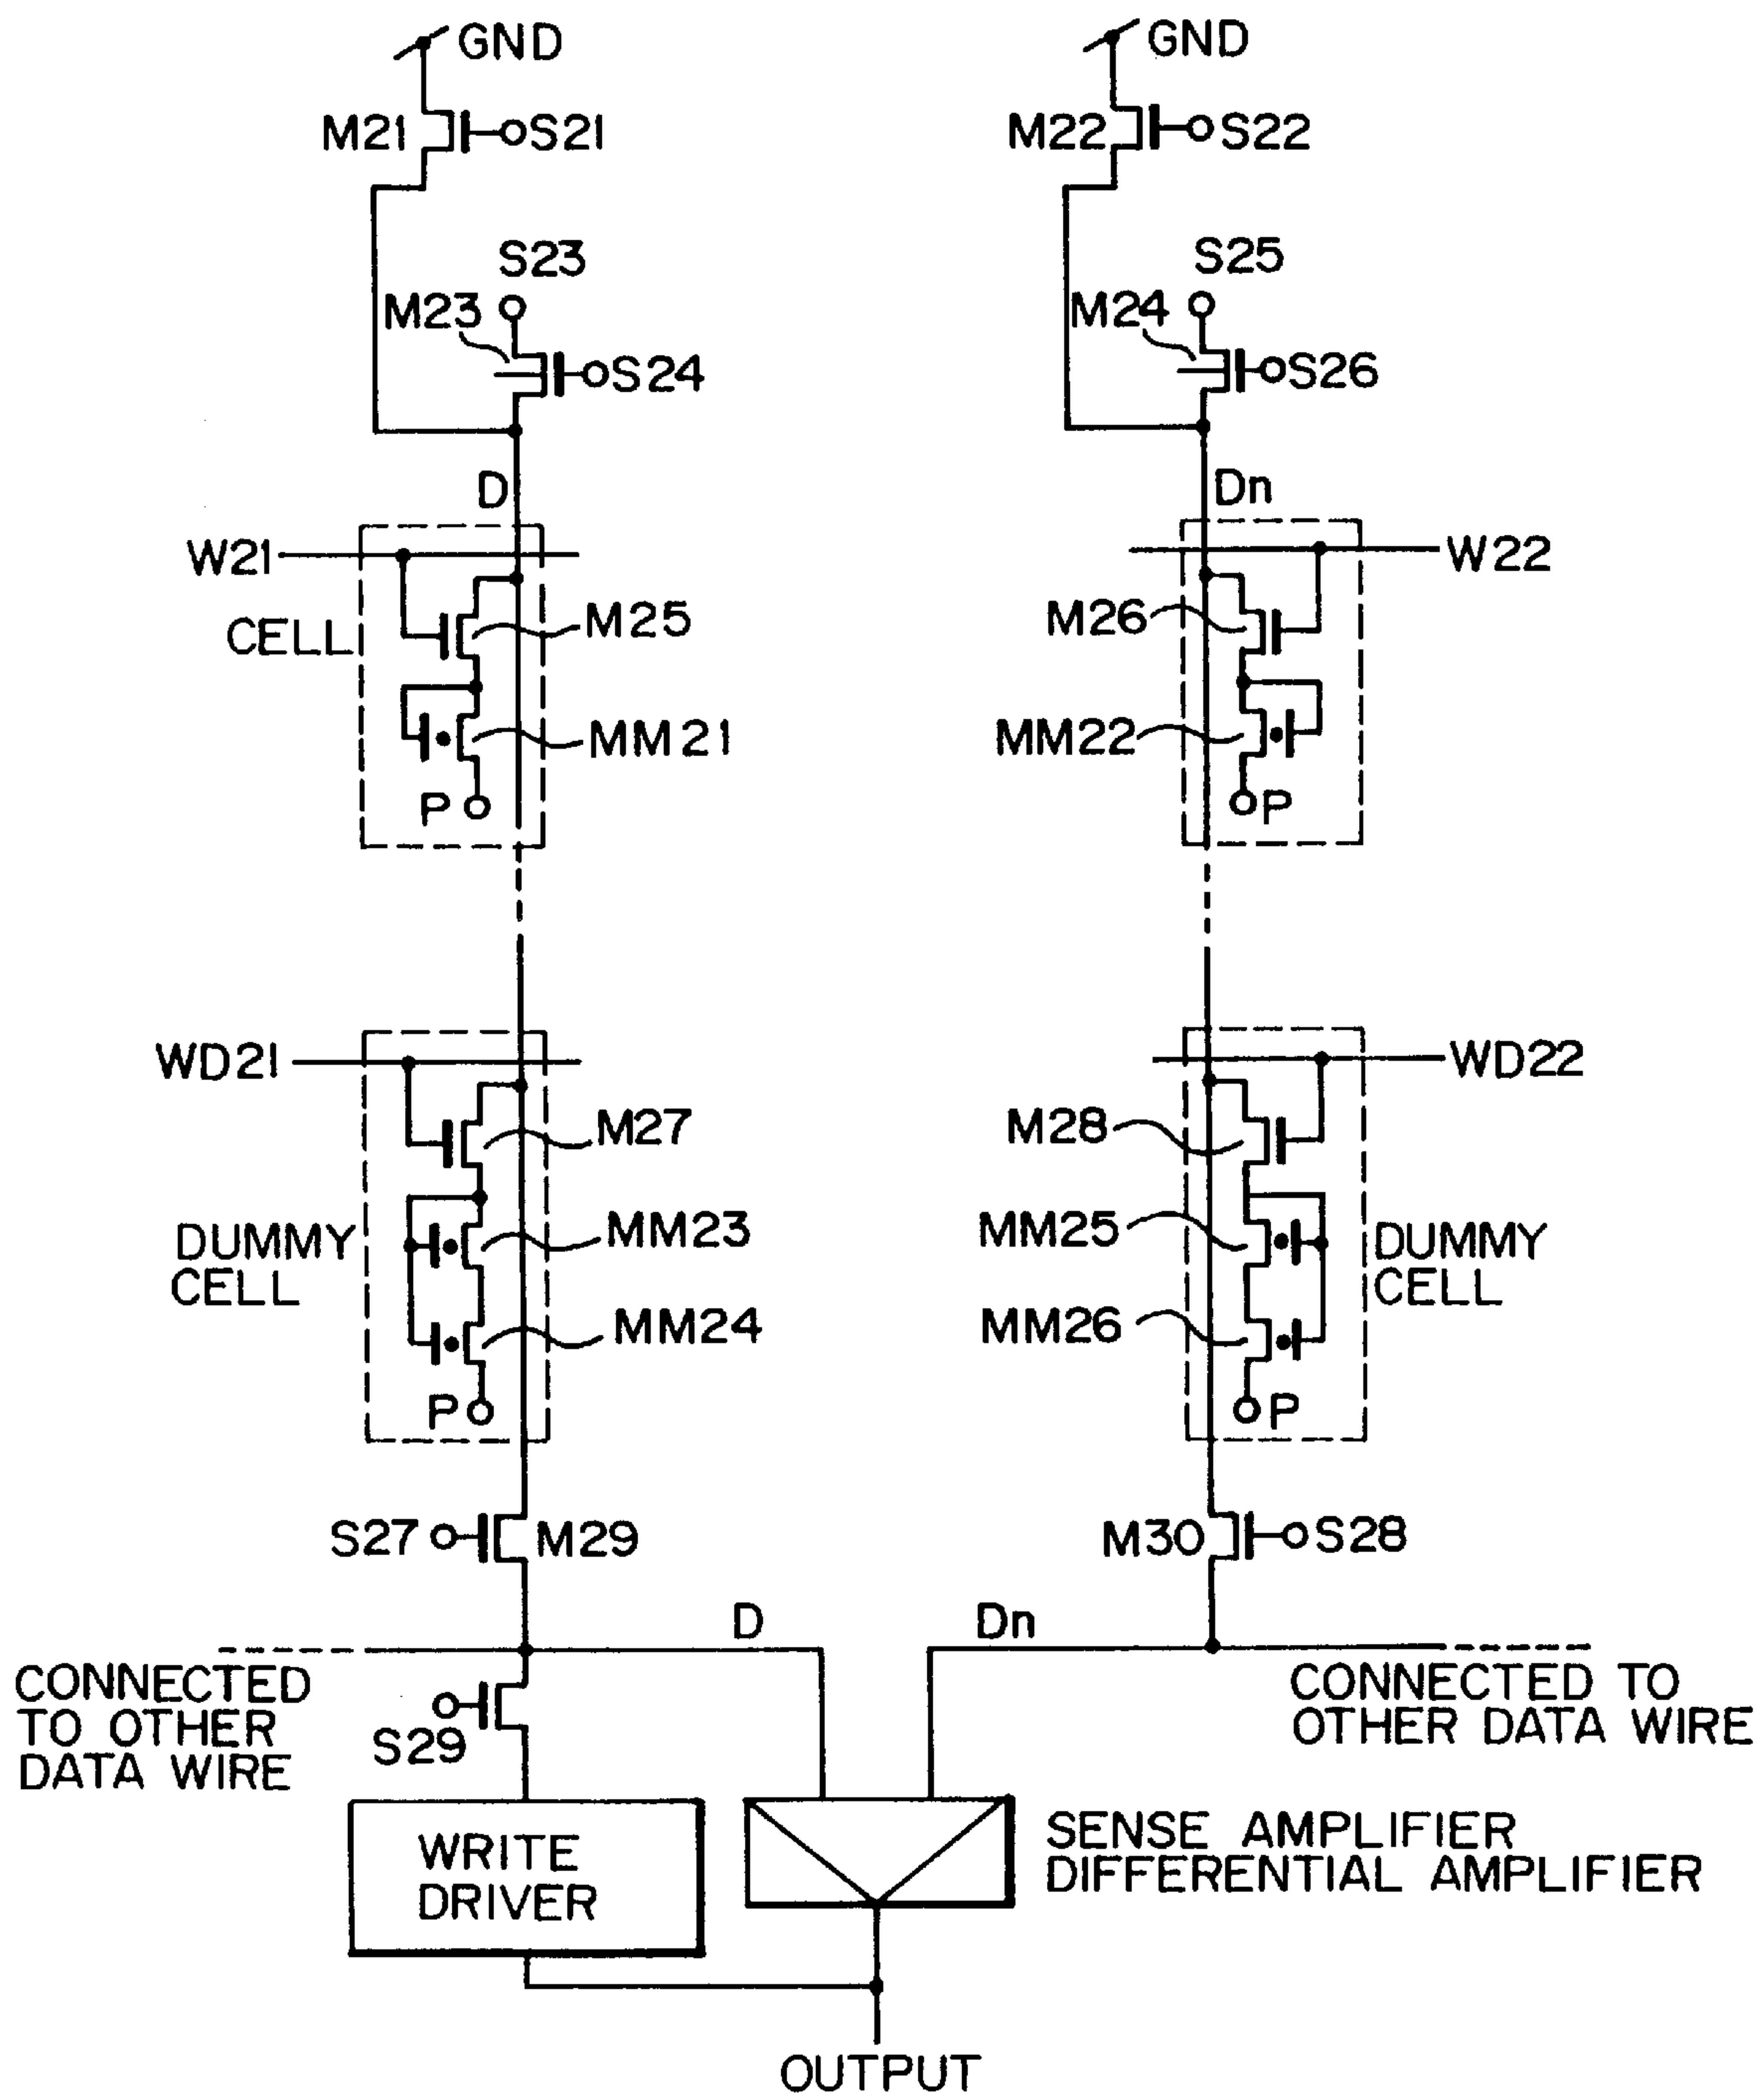 GND
GND
M21
S21
M22
S22
S23
S25
M23
S24
M24
S26
D
Dn
W21
W22
CELL
M25
M26
MM21
MM22
P
P
WD21
WD22
M27
M28
DUMMY
CELL
MM23
MM25
DUMMY
CELL
MM24
MM26
P
P
S27
M29
M30
S28
D
Dn
CONNECTED
TO OTHER
DATA WIRE
S29
CONNECTED TO
OTHER DATA WIRE
WRITE
DRIVER
SENSE AMPLIFIER
DIFFERENTIAL AMPLIFIER
OUTPUT